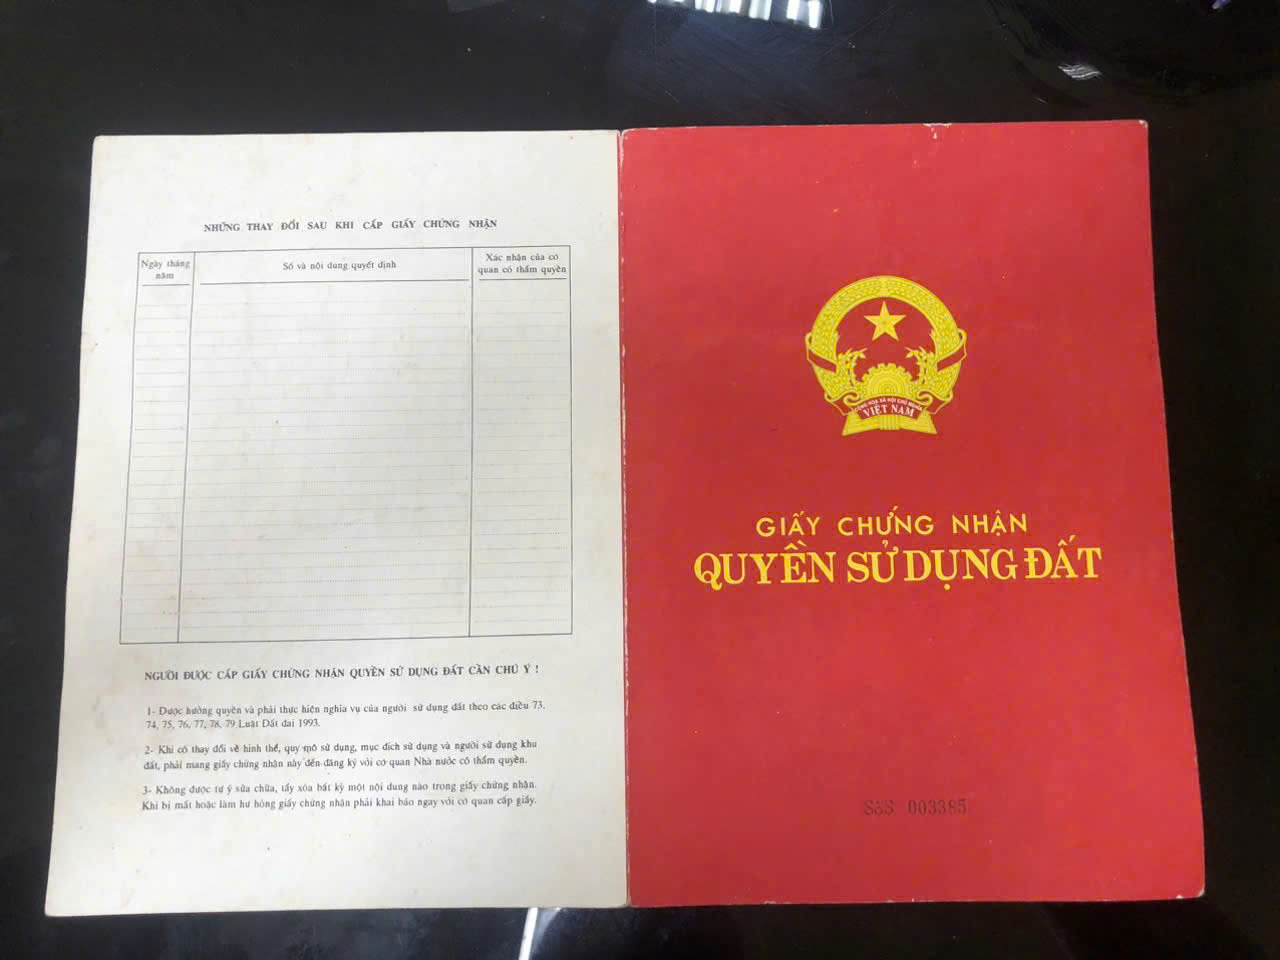 NHỮNG THAY ĐỔI SAU KHI CẤP GIẤY CHỨNG NHẬN
Ngày tháng năm
Số và nội dung quyết định
Xác nhận của cơ quan có thẩm quyền
NGƯỜI ĐƯỢC CẤP GIẤY CHỨNG NHẬN QUYỀN SỬ DỤNG ĐẤT CẦN CHÚ Ý !
1- Được hưởng quyền và phải thực hiện nghĩa vụ của người sử dụng đất theo các điều 73,
74, 75, 76, 77, 78, 79 Luật Đất đai 1993.
2- Khi có thay đổi về hình thể, quy mô sử dụng, mục đích sử dụng và người sử dụng khu
đất, phải mang giấy chứng nhận này đến đăng ký với cơ quan Nhà nước có thẩm quyền.
3- Không được tự ý sửa chữa, tẩy xóa bất kỳ một nội dung nào trong giấy chứng nhận.
Khi bị mất hoặc làm hư hỏng giấy chứng nhận phải khai báo ngay với cơ quan cấp giấy.
CỘNG HÒA XÃ HỘI CHỦ NGHĨA
VIỆT NAM
GIẤY CHỨNG NHẬN
QUYỀN SỬ DỤNG ĐẤT
SốS 003385